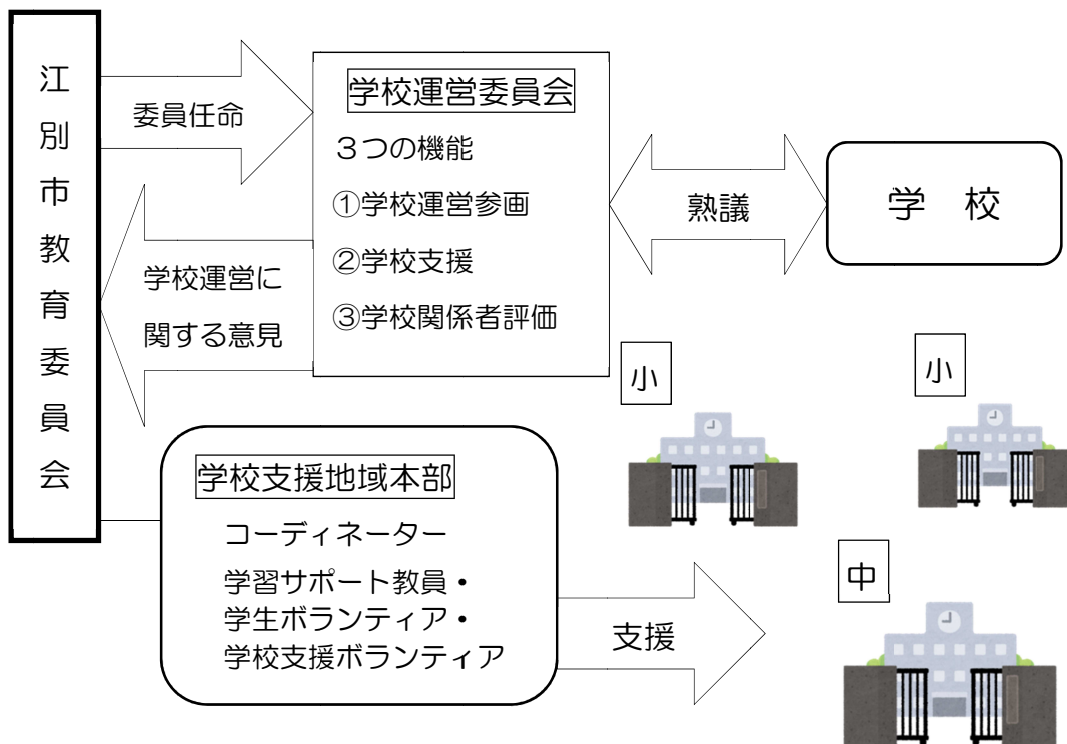 江別市教育委員会
委員任命
学校運営に
関する意見
学校運営委員会
３つの機能
①学校運営参画
②学校支援
③学校関係者評価
熟議
学　校
小
小
中
学校支援地域本部
コーディネーター
学習サポート教員・
学生ボランティア・
学校支援ボランティア
支援